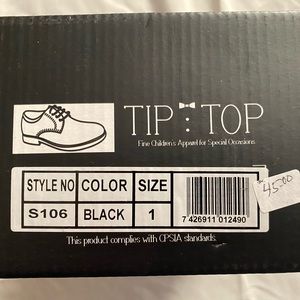 TIP TOP
Fine Children's Apparel for Special Occasions
STYLE NO COLOR SIZE
S106 BLACK 1
7 426911 012490
45.00
This product complies with CPSIA standards.